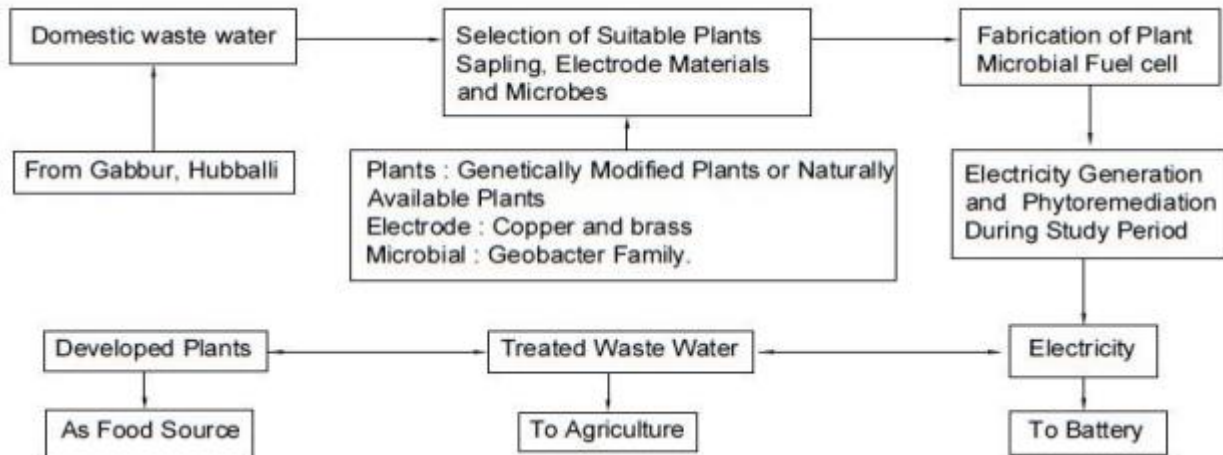 Domestic waste water
Selection of Suitable Plants
Sapling, Electrode Materials
and Microbes
Fabrication of Plant
Microbial Fuel cell
From Gabbur, Hubballi
Plants : Genetically Modified Plants or Naturally
Available Plants
Electrode : Copper and brass
Microbial : Geobacter Family.
Electricity Generation
and Phytoremediation
During Study Period
Developed Plants
Treated Waste Water
Electricity
As Food Source
To Agriculture
To Battery